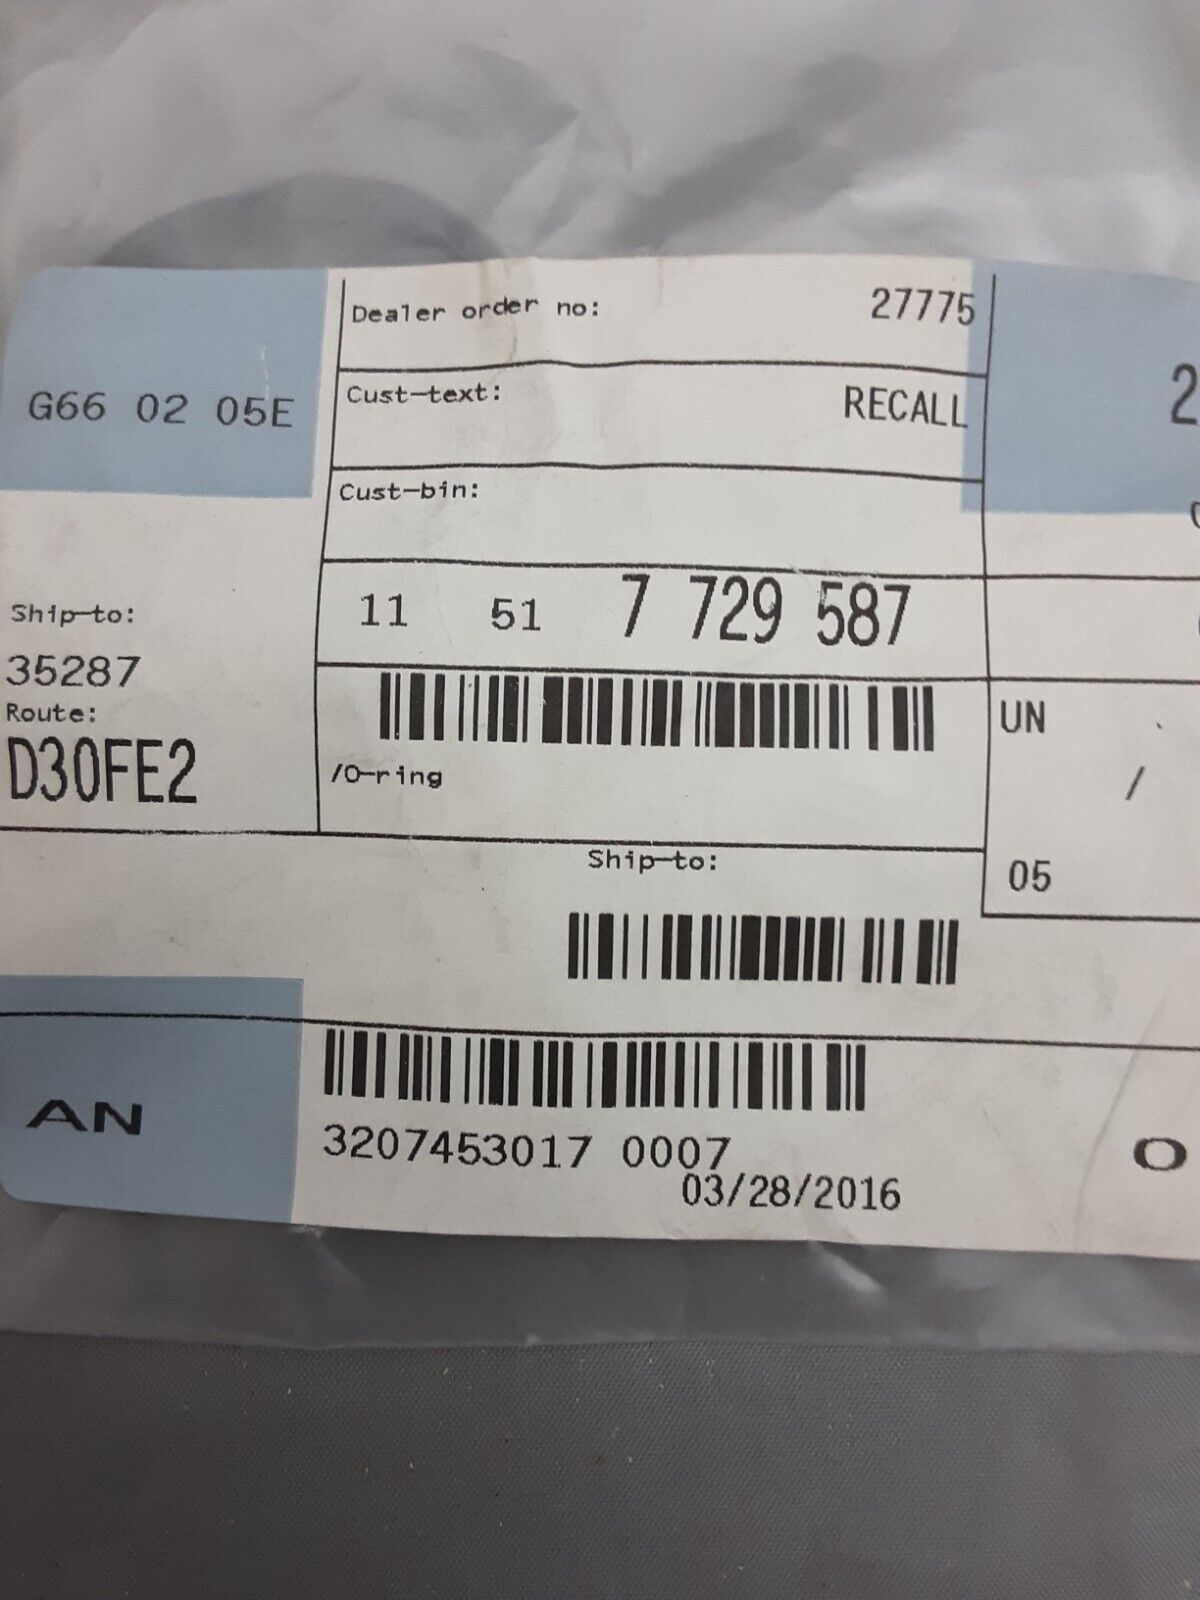 Dealer order no: 27775
G66 02 05E
Cust-text: RECALL
2
Cust-bin:
11 51 7 729 587
Ship-to:
35287
Route:
D30FE2
/O-ring
UN
/
05
Ship-to:
AN
3207453017 0007
03/28/2016
O